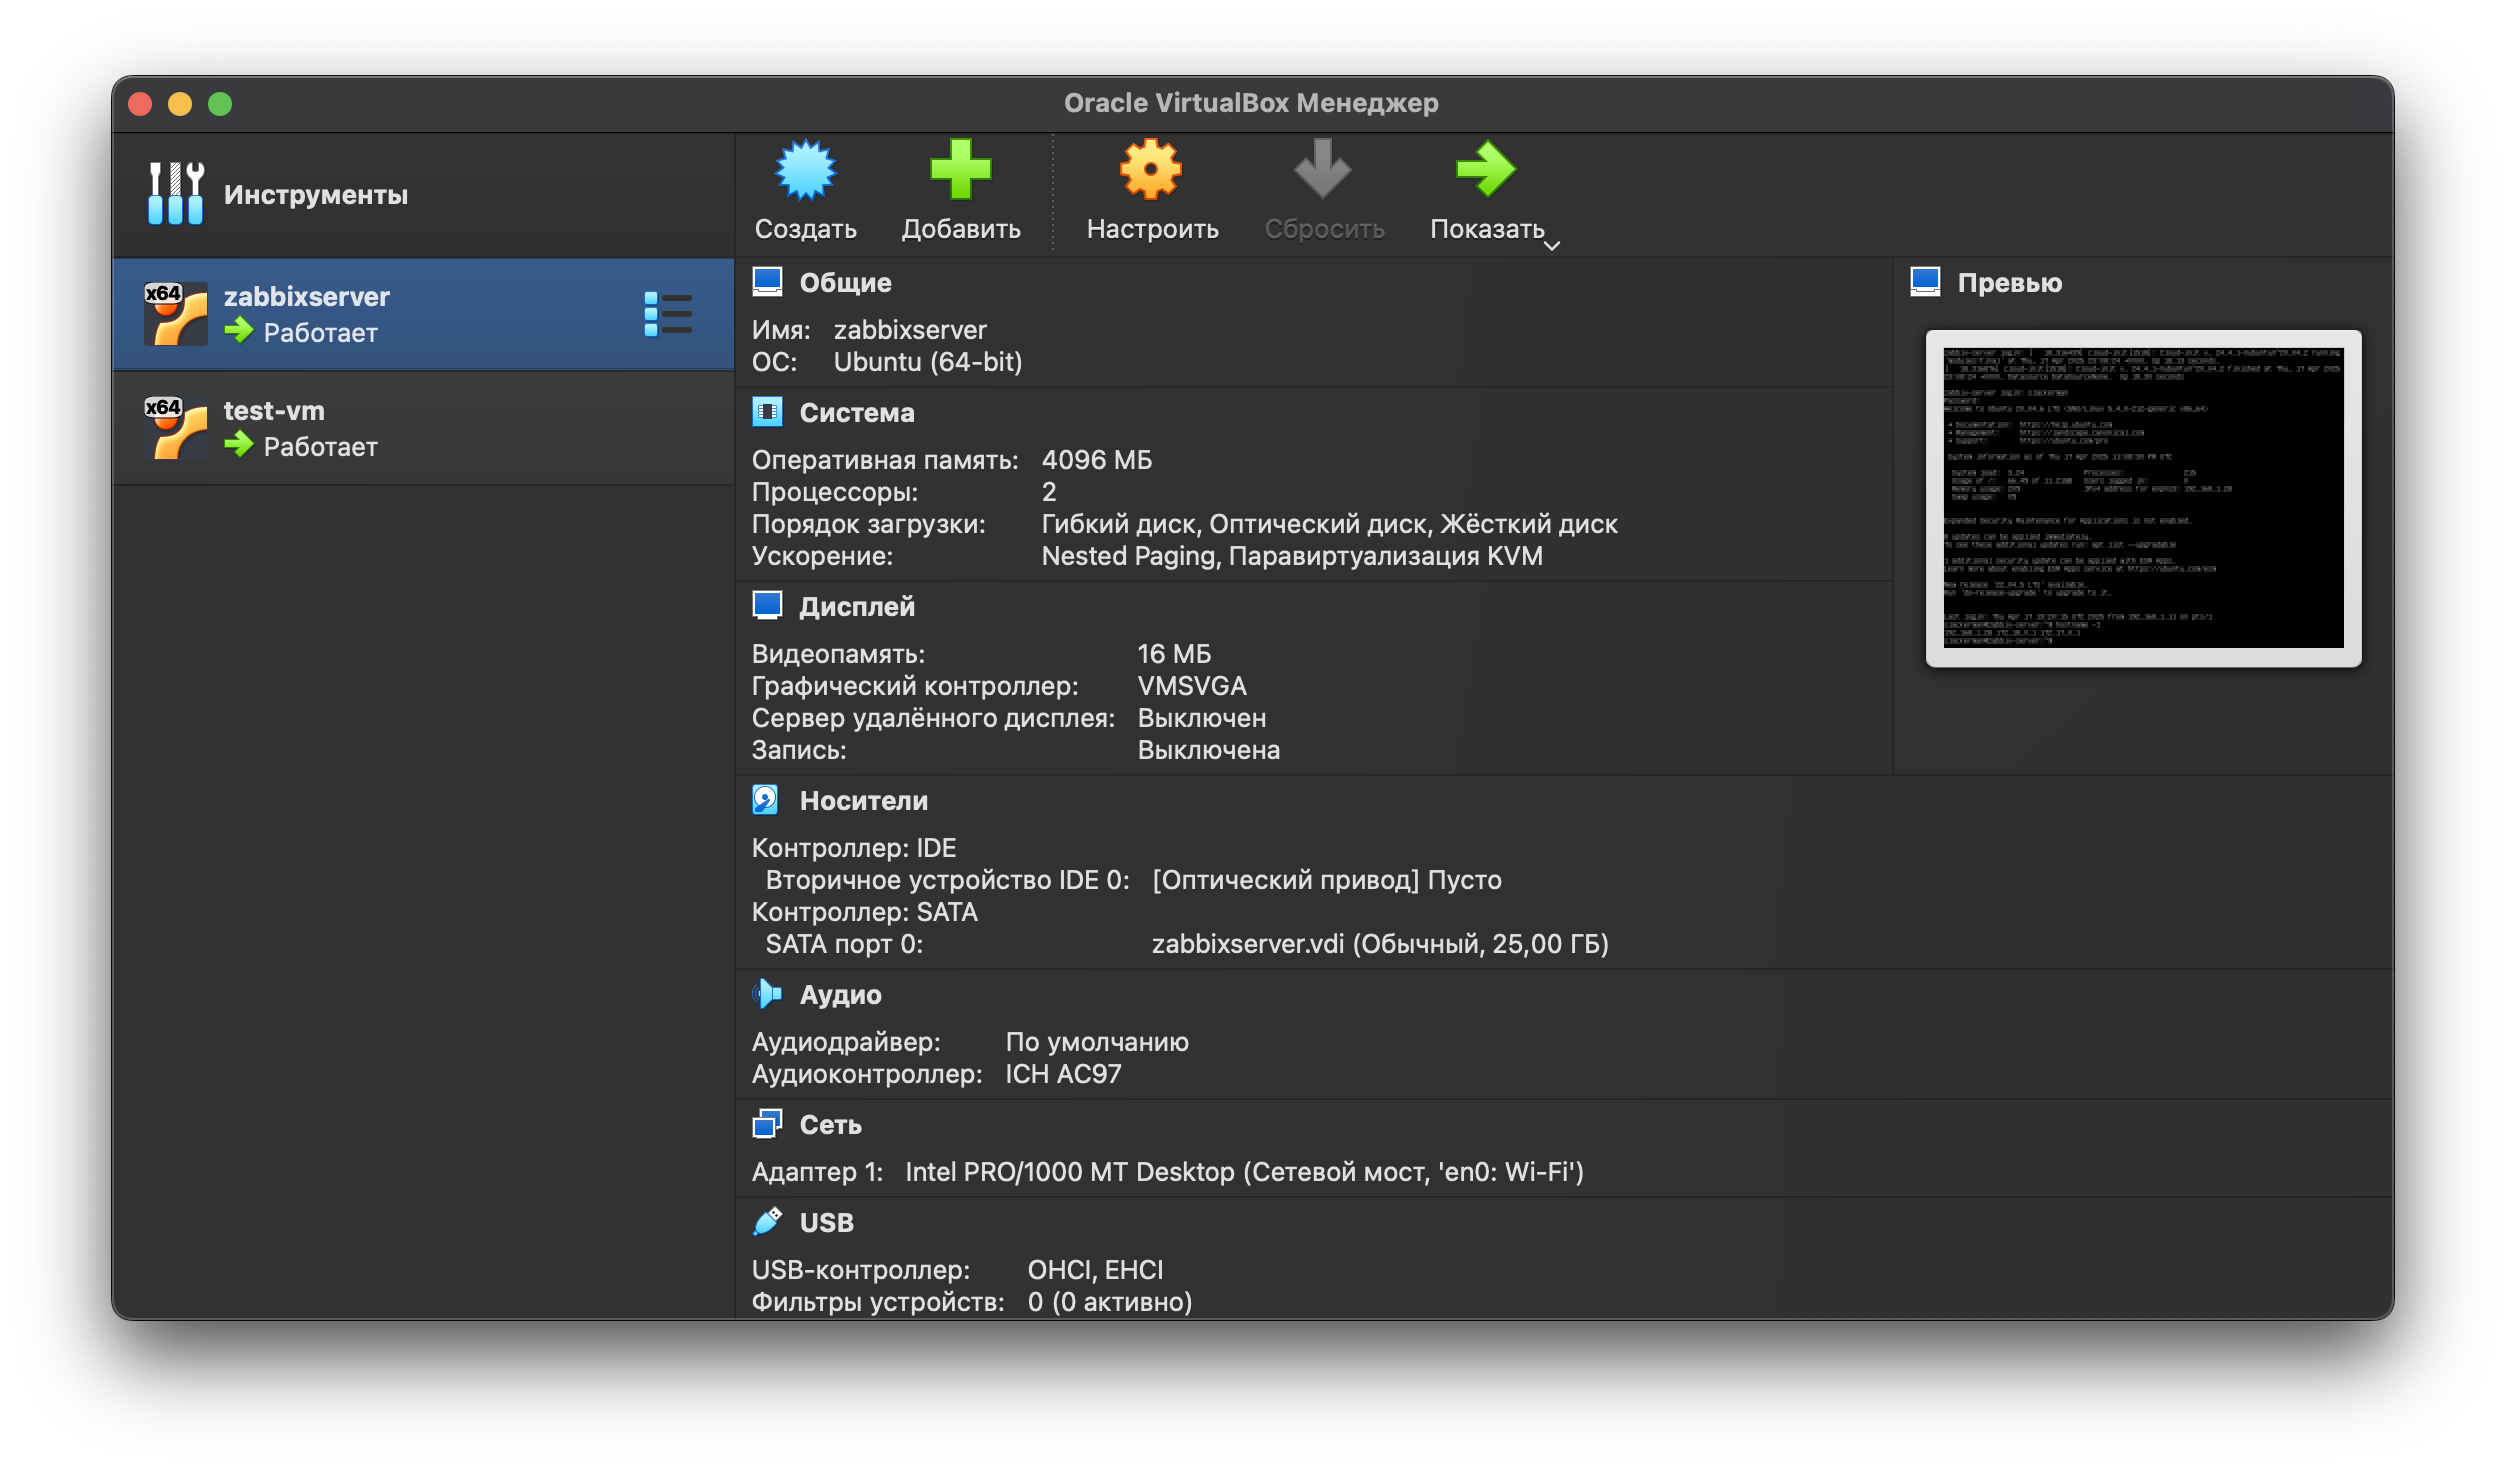 Oracle VirtualBox Менеджер
Инструменты
Создать
Добавить
Настроить
Сбросить
Показать
x64
zabbixserver
Работает
x64
test-vm
Работает
Общие
Имя: zabbixserver
ОС: Ubuntu (64-bit)
Система
Оперативная память: 4096 МБ
Процессоры: 2
Порядок загрузки: Гибкий диск, Оптический диск, Жёсткий диск
Ускорение: Nested Paging, Паравиртуализация KVM
Дисплей
Видеопамять: 16 МБ
Графический контроллер: VMSVGA
Сервер удалённого дисплея: Выключен
Запись: Выключена
Превью
Носители
Контроллер: IDE
Вторичное устройство IDE 0: [Оптический привод] Пусто
Контроллер: SATA
SATA порт 0: zabbixserver.vdi (Обычный, 25,00 ГБ)
Аудио
Аудиодрайвер: По умолчанию
Аудиоконтроллер: ICH AC97
Сеть
Адаптер 1: Intel PRO/1000 MT Desktop (Сетевой мост, 'en0: Wi-Fi')
USB
USB-контроллер: OHCI, EHCI
Фильтры устройств: 0 (0 активно)